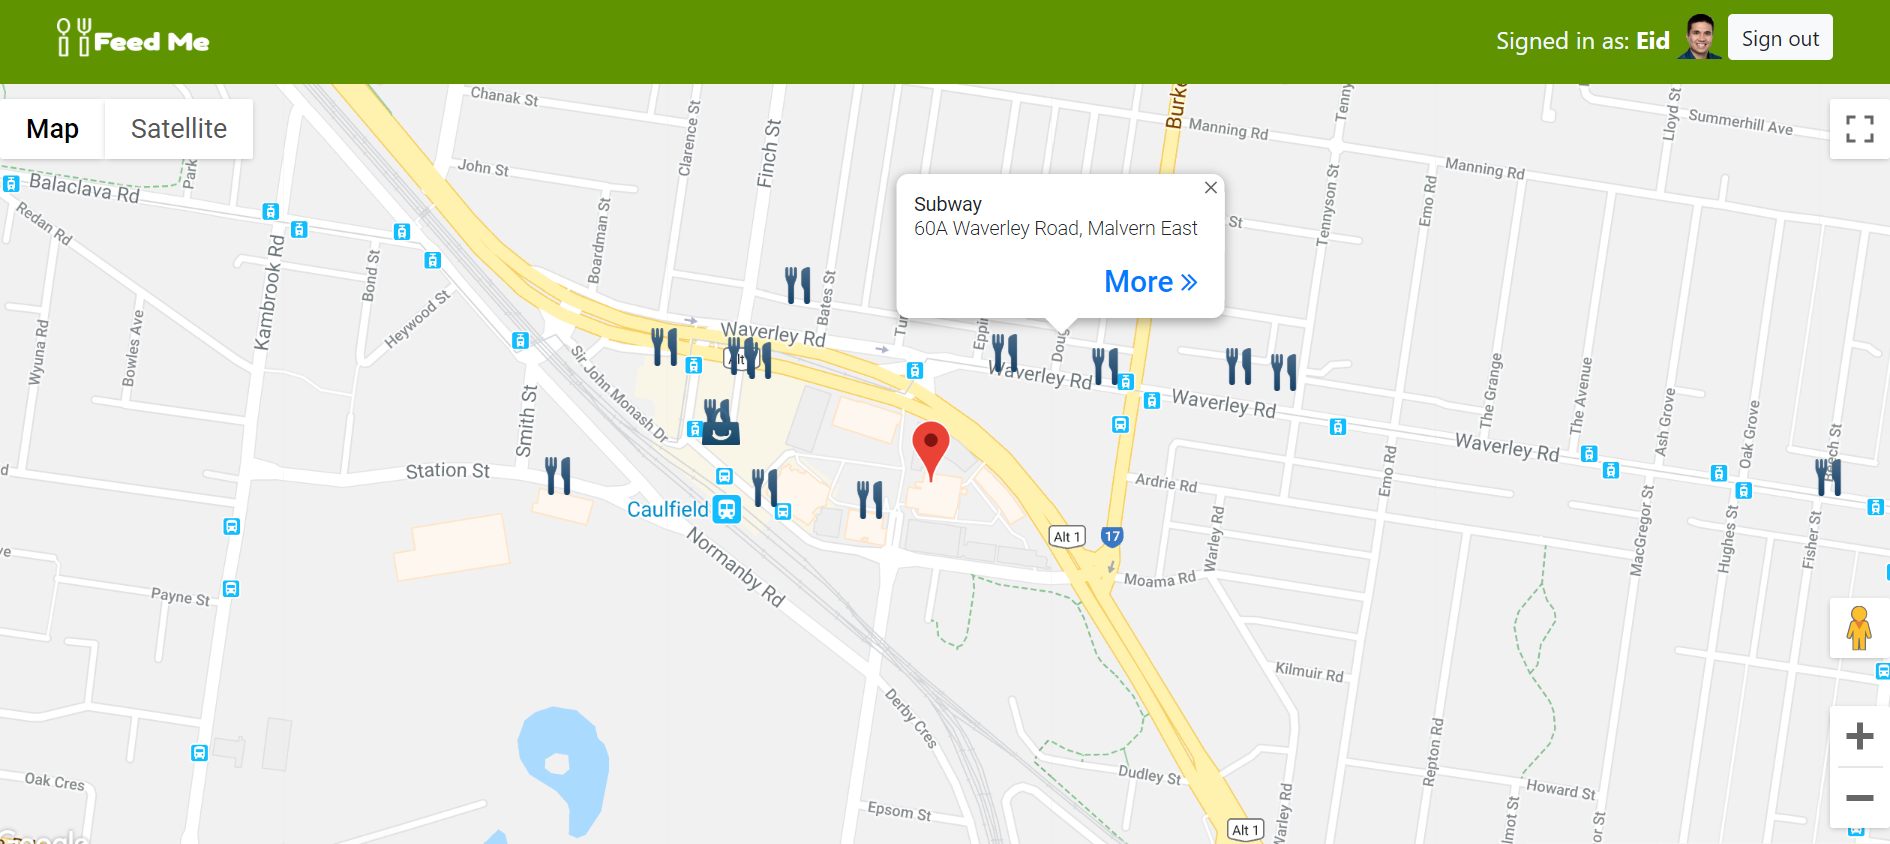 Feed Me
Signed in as: Eid
Sign out
Map
Satellite
Chanak St
Clarence St
Finch St
Manning Rd
Lloyd St
Summerhill Ave
John St
Balaclava Rd
Park
Manning Rd
Redan Rd
Kambrook Rd
Bond St
Boardman St
Tennyson St
Emo Rd
Subway
60A Waverley Road, Malvern East
More
St
Heywood St
Bates St
Wyuna Rd
Bowles Ave
Waverley Rd
Alt
Waverley Rd
Waverley Rd
The Grange
The Avenue
Ash Grove
Oak Grove
Sir John Monash Dr
Smith St
Waverley Rd
Station St
Ardrie Rd
Emo Rd
Caulfield
Warley Rd
MacGregor St
Hughes St
Fisher St
Alt 1
17
Normanby Rd
Moama Rd
Payne St
Kilmuir Rd
Derby Cres
Repton Rd
Dudley St
Oak Cres
Howard St
Epsom St
Warley Rd
Alt 1
Google